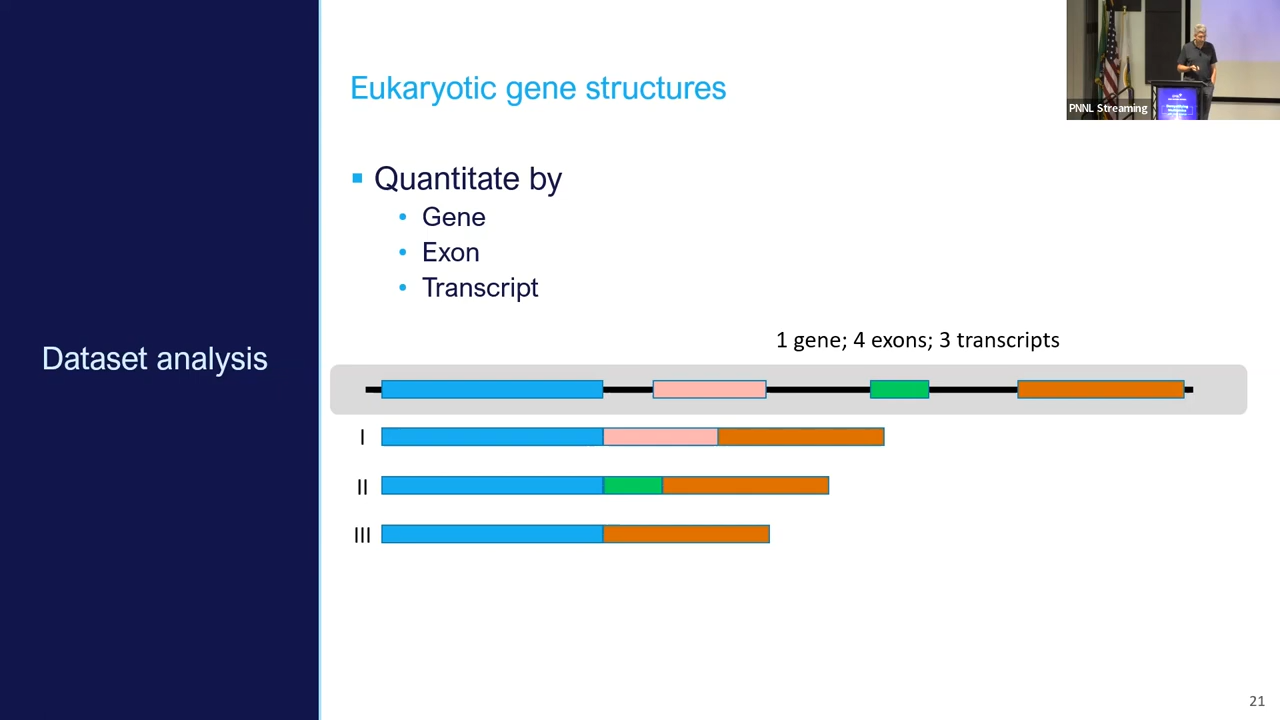 Eukaryotic gene structures
PNNL Streaming
Quantitate by
Gene
Exon
Transcript
Dataset analysis
1 gene; 4 exons; 3 transcripts
I
II
III
21